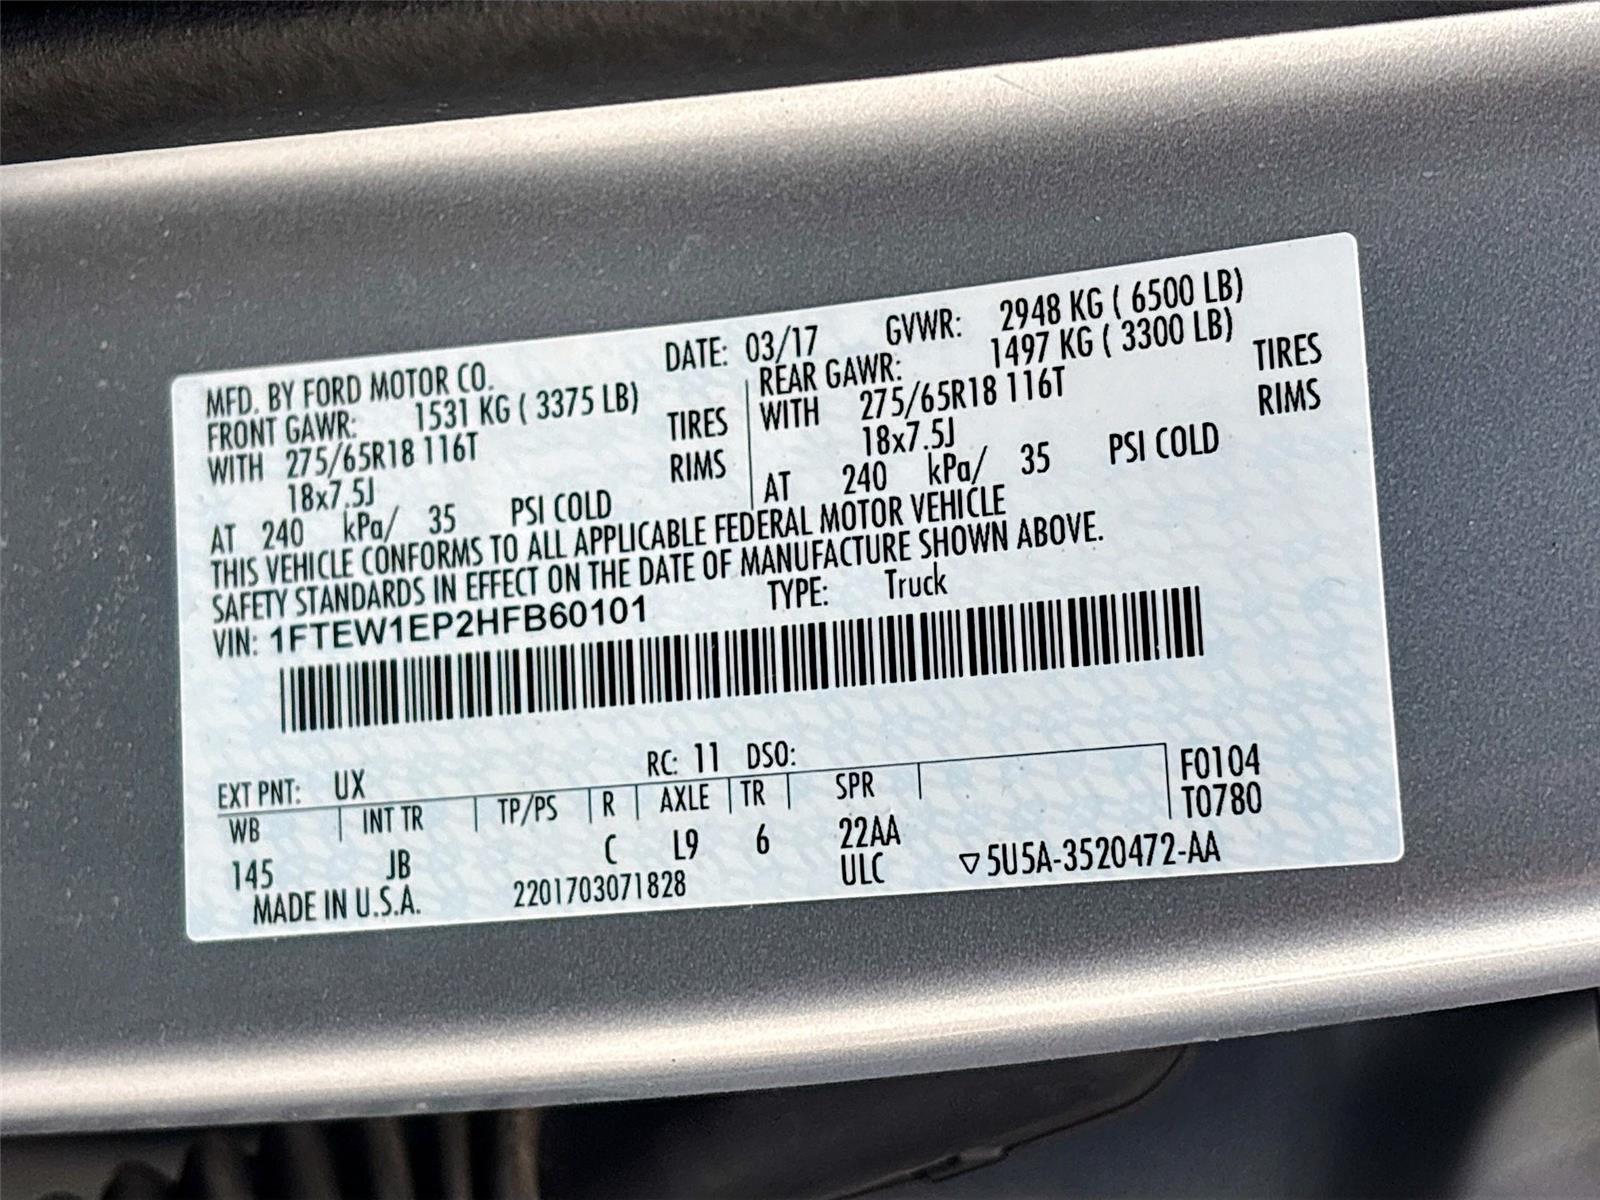 MFD. BY FORD MOTOR CO. DATE: 03/17 GVWR: 2948 KG ( 6500 LB)
FRONT GAWR: 1531 KG ( 3375 LB) REAR GAWR: 1497 KG ( 3300 LB)
WITH 275/65R18 116T TIRES WITH 275/65R18 116T TIRES
18x7.5J RIMS 18x7.5J RIMS
AT 240 kPa/ 35 PSI COLD AT 240 kPa/ 35 PSI COLD
THIS VEHICLE CONFORMS TO ALL APPLICABLE FEDERAL MOTOR VEHICLE
SAFETY STANDARDS IN EFFECT ON THE DATE OF MANUFACTURE SHOWN ABOVE.
VIN: 1FTEW1EP2HFB60101 TYPE: Truck
EXT PNT: UX RC: 11 DSO:
WB INT TR TP/PS R AXLE TR SPR F0104
T0780
145 JB C L9 6 22AA
ULC ▽5U5A-3520472-AA
MADE IN U.S.A. 2201703071828